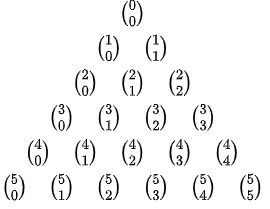 (0 0)
(1 0) (1 1)
(2 0) (2 1) (2 2)
(3 0) (3 1) (3 2) (3 3)
(4 0) (4 1) (4 2) (4 3) (4 4)
(5 0) (5 1) (5 2) (5 3) (5 4) (5 5)